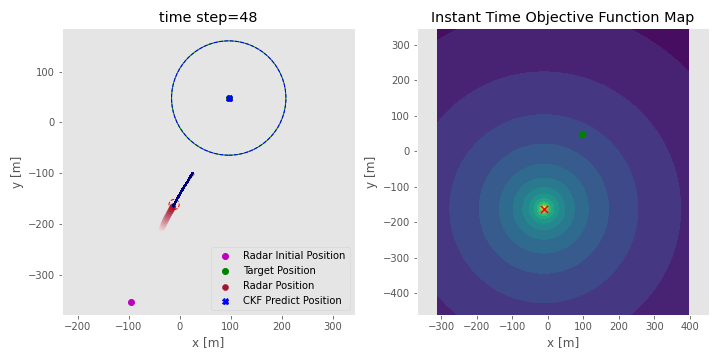 time step=48
100
0
−100
−200
−300
y [m]
−200
−100
0
100
200
300
x [m]
Radar Initial Position
Target Position
Radar Position
CKF Predict Position
Instant Time Objective Function Map
300
200
100
0
−100
−200
−300
−400
y [m]
−300
−200
−100
0
100
200
300
400
x [m]